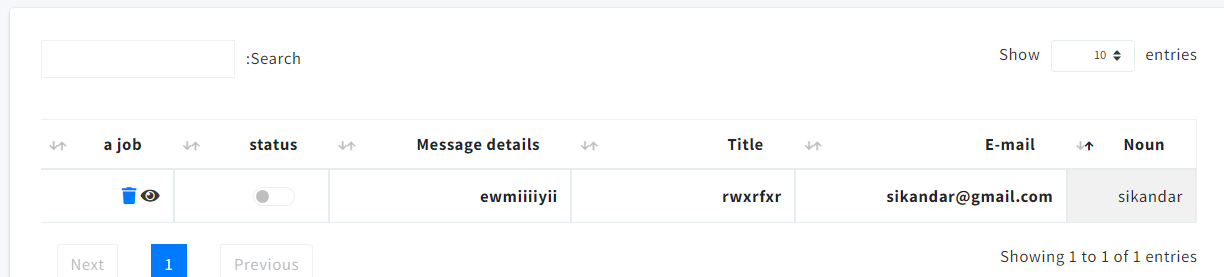 :Search
Show 10 entries
a job status Message details Title E-mail Noun
ewmiiiiyii rwxrfxr sikandar@gmail.com sikandar
Next 1 Previous
Showing 1 to 1 of 1 entries